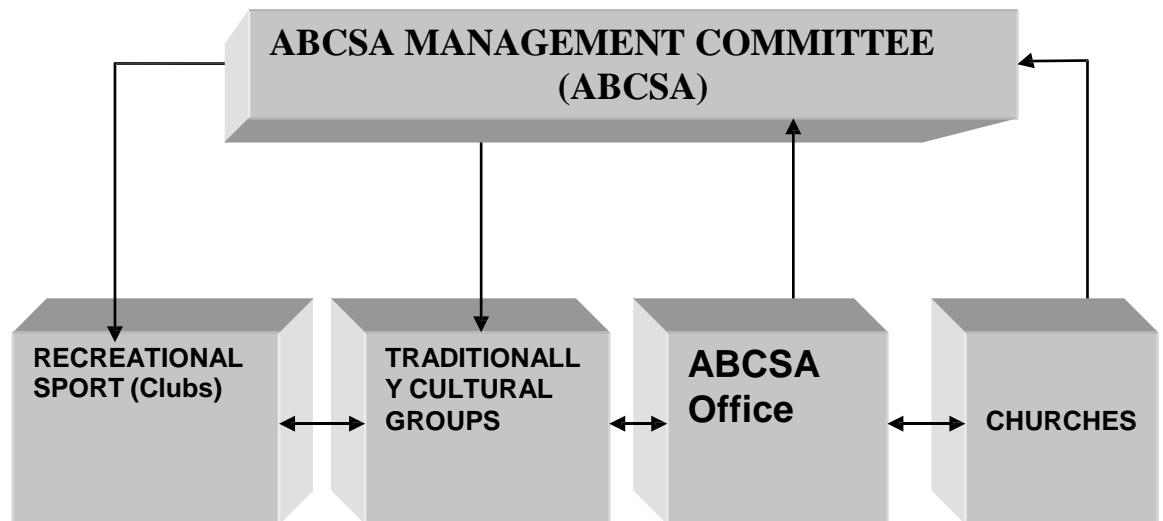 ABCSA MANAGEMENT COMMITTEE
(ABCSA)
RECREATIONAL
SPORT (Clubs)
TRADITIONALL
Y CULTURAL
GROUPS
ABCSA
Office
CHURCHES